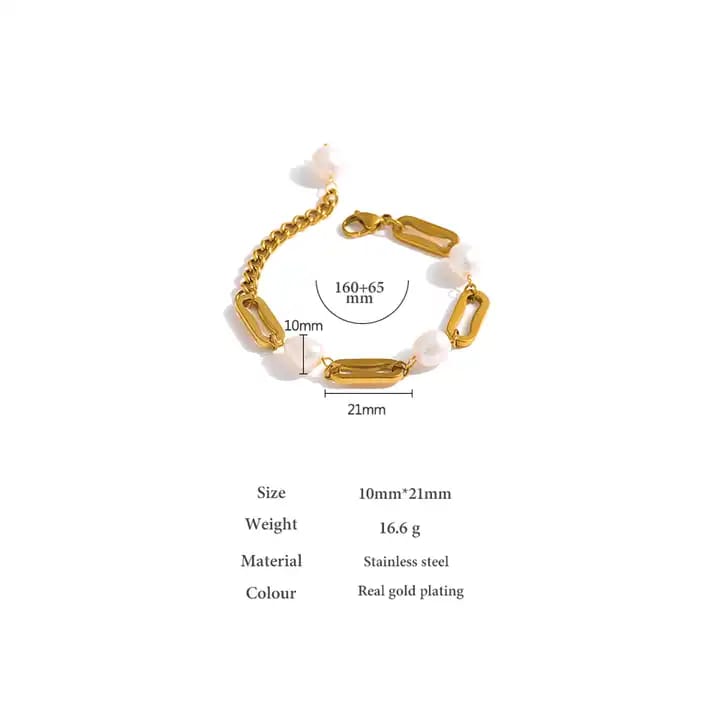 160+65
mm
10mm
21mm
Size 10mm*21mm
Weight 16.6 g
Material Stainless steel
Colour Real gold plating